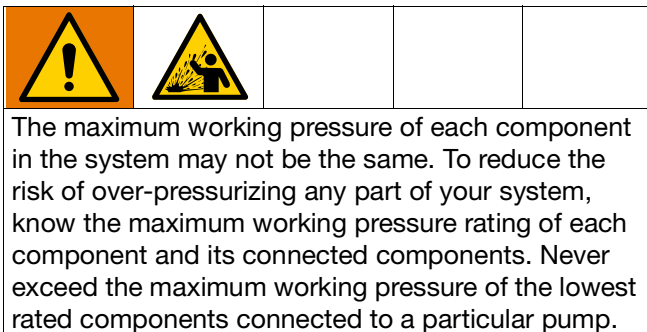 The maximum working pressure of each component
in the system may not be the same. To reduce the
risk of over-pressurizing any part of your system,
know the maximum working pressure rating of each
component and its connected components. Never
exceed the maximum working pressure of the lowest
rated components connected to a particular pump.